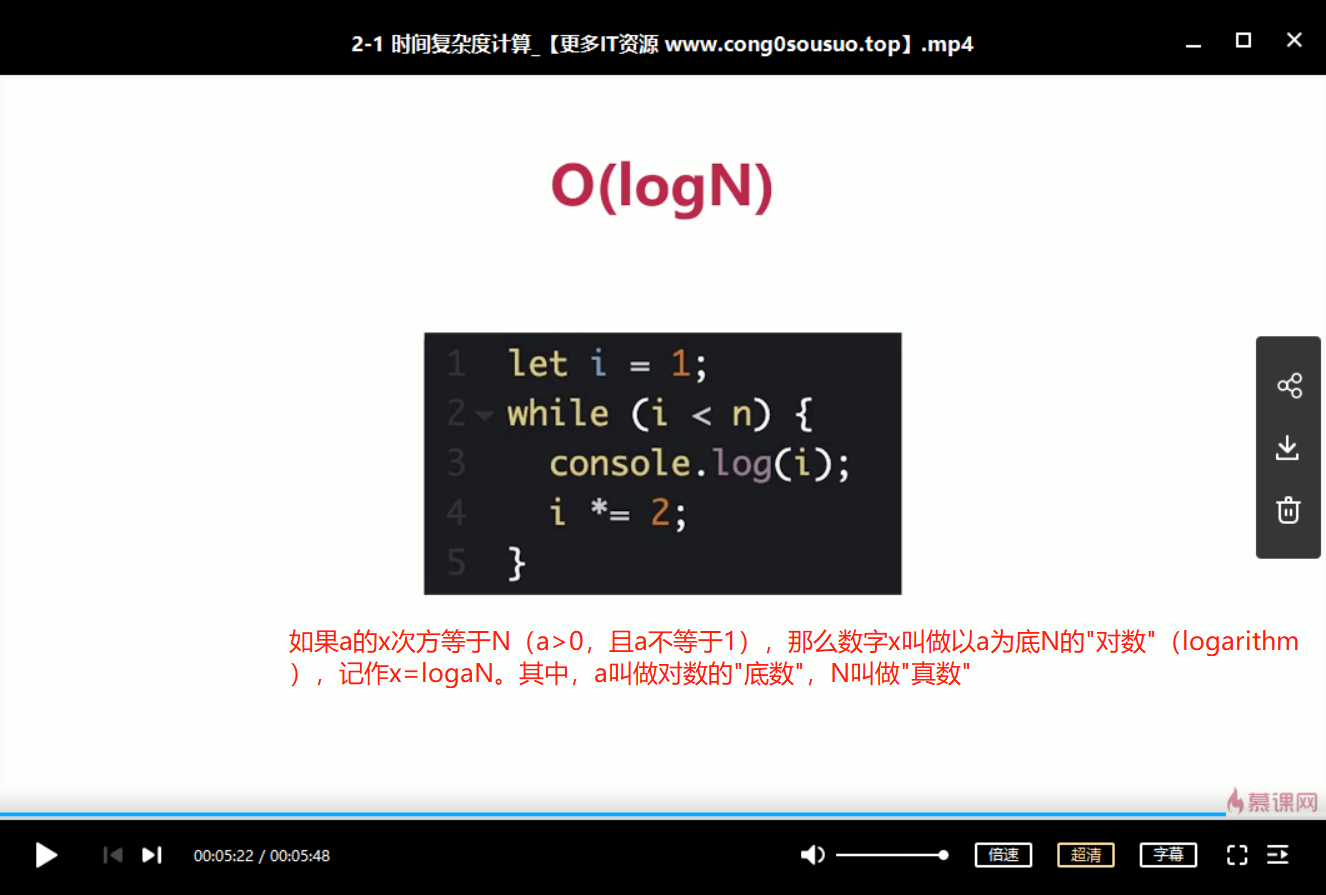 2-1 时间复杂度计算_【更多IT资源 www.cong0sousuo.top】.mp4
O(logN)
1 let i = 1;
2 while (i < n) {
3 console.log(i);
4 i *= 2;
5 }
如果a的x次方等于N（a>0，且a不等于1），那么数字x叫做以a为底N的"对数"（logarithm
），记作x=logaN。其中，a叫做对数的"底数"，N叫做"真数"
慕课网
00:05:22 / 00:05:48
倍速
超清
字幕